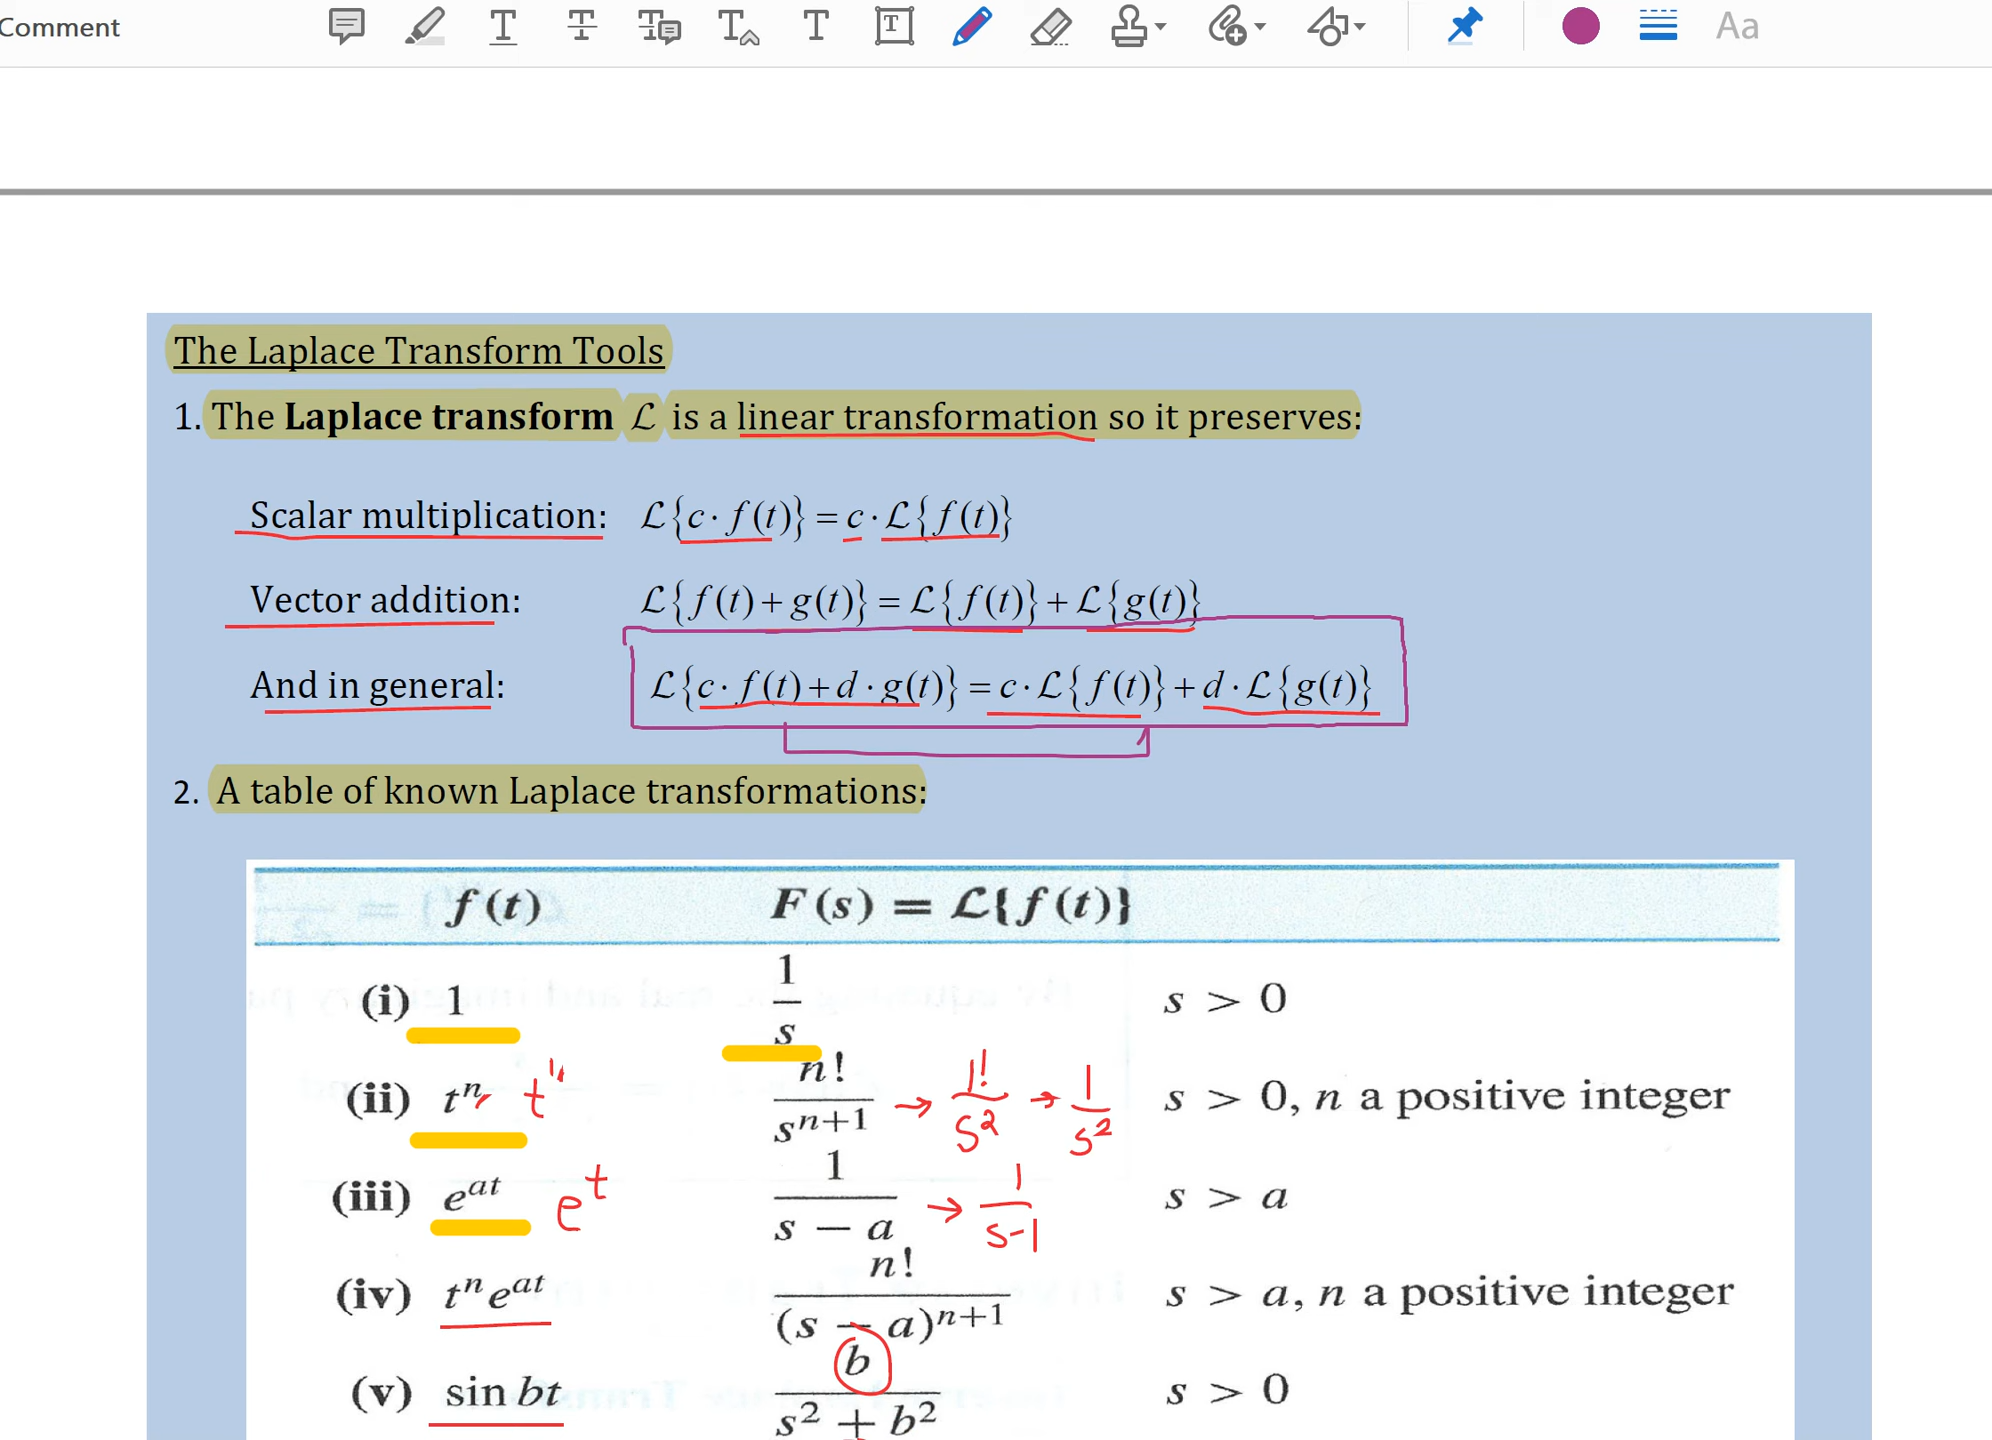 Comment
T T T T T T Aa
The Laplace Transform Tools
1. The Laplace transform ℒ is a linear transformation so it preserves:
Scalar multiplication: ℒ{c · f(t)} = c · ℒ{f(t)}
Vector addition: ℒ{f(t) + g(t)} = ℒ{f(t)} + ℒ{g(t)}
And in general: ℒ{c · f(t) + d · g(t)} = c · ℒ{f(t)} + d · ℒ{g(t)}
2. A table of known Laplace transformations:
f(t) F(s) = ℒ{f(t)}
(i) 1 1/s s > 0
(ii) tⁿ t¹ n!/sⁿ⁺¹ → 1!/s² → 1/s² s > 0, n a positive integer
(iii) eᵃᵗ eᵗ 1/(s − a) → 1/(s-1) s > a
(iv) tⁿeᵃᵗ n!/(s − a)ⁿ⁺¹ s > a, n a positive integer
(v) sin bt b/(s² + b²) s > 0